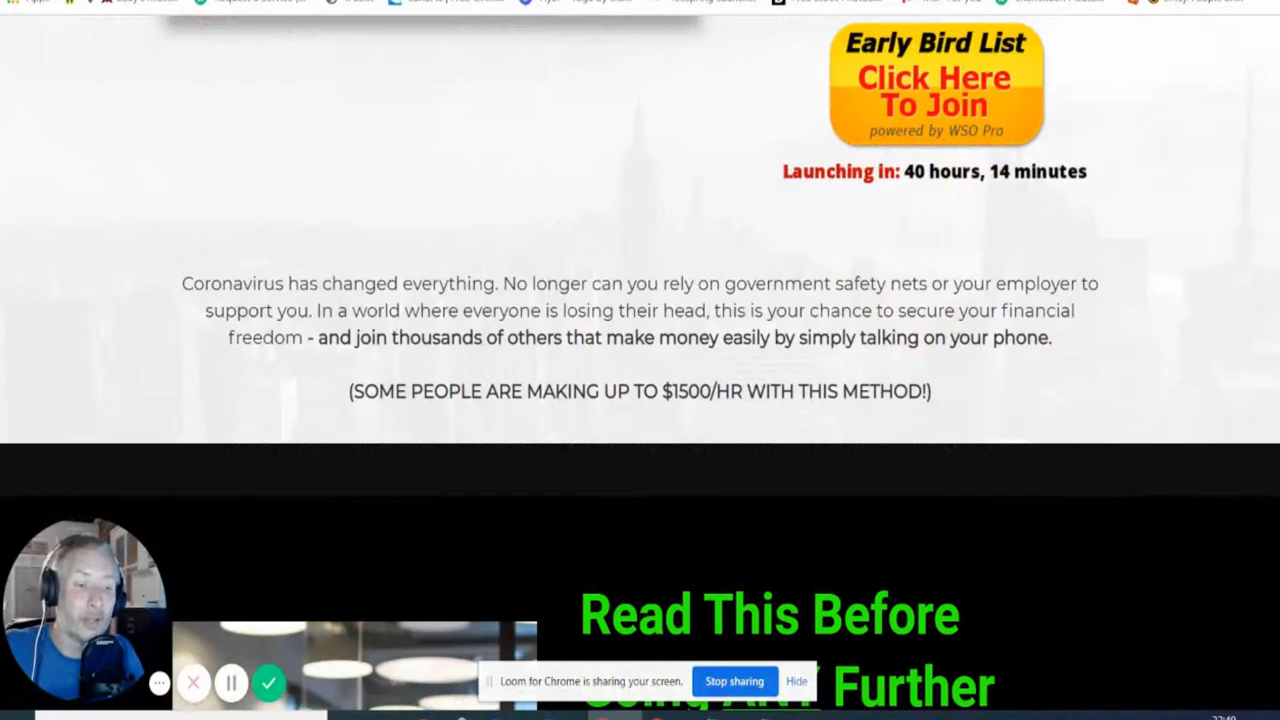 Early Bird List
Click Here
To Join
powered by WSO Pro
Launching in: 40 hours, 14 minutes
Coronavirus has changed everything. No longer can you rely on government safety nets or your employer to
support you. In a world where everyone is losing their head, this is your chance to secure your financial
freedom - and join thousands of others that make money easily by simply talking on your phone.
(SOME PEOPLE ARE MAKING UP TO $1500/HR WITH THIS METHOD!)
Read This Before
Further
Loom for Chrome is sharing your screen.
Stop sharing
Hide